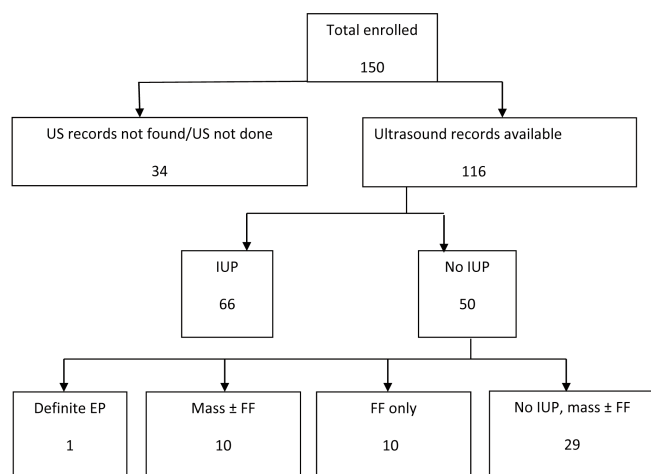 Total enrolled
150
US records not found/US not done
34
Ultrasound records available
116
IUP
66
No IUP
50
Definite EP
1
Mass ± FF
10
FF only
10
No IUP, mass ± FF
29